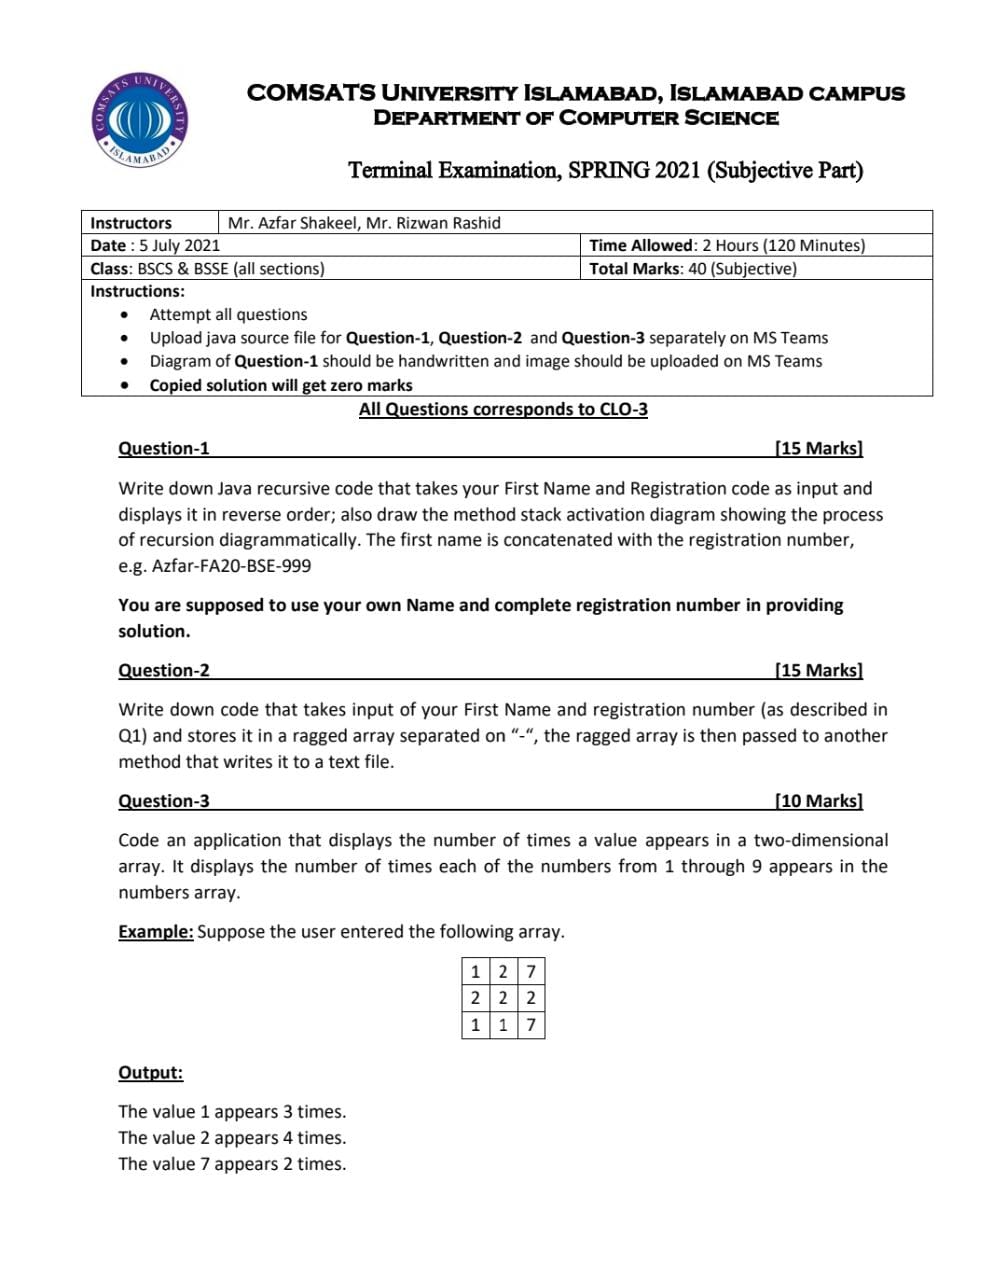 COMSATS UNIVERSITY
ISLAMABAD
COMSATS UNIVERSITY ISLAMABAD, ISLAMABAD CAMPUS
DEPARTMENT OF COMPUTER SCIENCE
Terminal Examination, SPRING 2021 (Subjective Part)
Instructors Mr. Azfar Shakeel, Mr. Rizwan Rashid
Date : 5 July 2021 Time Allowed: 2 Hours (120 Minutes)
Class: BSCS & BSSE (all sections) Total Marks: 40 (Subjective)
Instructions:
• Attempt all questions
• Upload java source file for Question-1, Question-2 and Question-3 separately on MS Teams
• Diagram of Question-1 should be handwritten and image should be uploaded on MS Teams
• Copied solution will get zero marks
All Questions corresponds to CLO-3
Question-1 [15 Marks]
Write down Java recursive code that takes your First Name and Registration code as input and
displays it in reverse order; also draw the method stack activation diagram showing the process
of recursion diagrammatically. The first name is concatenated with the registration number,
e.g. Azfar-FA20-BSE-999
You are supposed to use your own Name and complete registration number in providing
solution.
Question-2 [15 Marks]
Write down code that takes input of your First Name and registration number (as described in
Q1) and stores it in a ragged array separated on “-“, the ragged array is then passed to another
method that writes it to a text file.
Question-3 [10 Marks]
Code an application that displays the number of times a value appears in a two-dimensional
array. It displays the number of times each of the numbers from 1 through 9 appears in the
numbers array.
Example: Suppose the user entered the following array.
1 2 7
2 2 2
1 1 7
Output:
The value 1 appears 3 times.
The value 2 appears 4 times.
The value 7 appears 2 times.